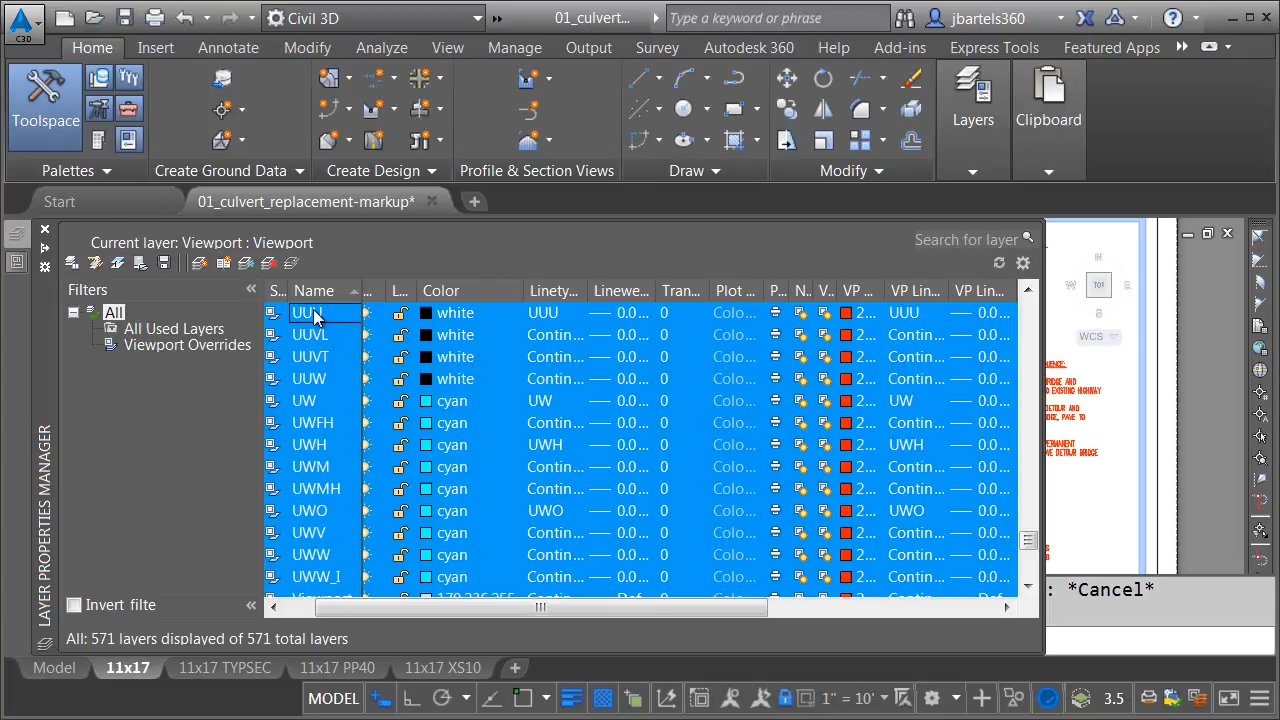 C3D
Civil 3D
01_culvert...
Type a keyword or phrase
jbartels360
Home Insert Annotate Modify Analyze View Manage Output Survey Autodesk 360 Help Add-ins Express Tools Featured Apps
Toolspace
Layers
Clipboard
Palettes Create Ground Data Create Design Profile & Section Views Draw Modify
Start 01_culvert_replacement-markup*
Current layer: Viewport : Viewport
Search for layer
Filters
All
All Used Layers
Viewport Overrides
S... Name ... L... Color Linety... Linewe... Tran... Plot ... P... N.. V.. VP ... VP Lin... VP Lin...
white UUU 0.0... 0 Colo... 2... UUU 0.0...
UUVL white Contin... 0.0... 0 Colo... 2... Contin... 0.0...
UUVT white Contin... 0.0... 0 Colo... 2... Contin... 0.0...
UUW white Contin... 0.0... 0 Colo... 2... Contin... 0.0...
UW cyan UW 0.0... 0 Colo... 2... UW 0.0...
UWFH cyan Contin... 0.0... 0 Colo... 2... Contin... 0.0...
UWH cyan UWH 0.0... 0 Colo... 2... UWH 0.0...
UWM cyan Contin... 0.0... 0 Colo... 2... Contin... 0.0...
UWMH cyan Contin... 0.0... 0 Colo... 2... Contin... 0.0...
UWO cyan UWO 0.0... 0 Colo... 2... UWO 0.0...
UWV cyan Contin... 0.0... 0 Colo... 2... Contin... 0.0...
UWW cyan Contin... 0.0... 0 Colo... 2... Contin... 0.0...
UWW_I cyan Contin... 0.0... 0 Colo... 2... Contin... 0.0...
Invert filte
All: 571 layers displayed of 571 total layers
LAYER PROPERTIES MANAGER
N
W TOP E
S
WCS
DETOUR AND
DETOUR BRIDGE
: *Cancel*
Model 11x17 11x17 TYPSEC 11x17 PP40 11x17 XS10
MODEL 1" = 10' 3.5